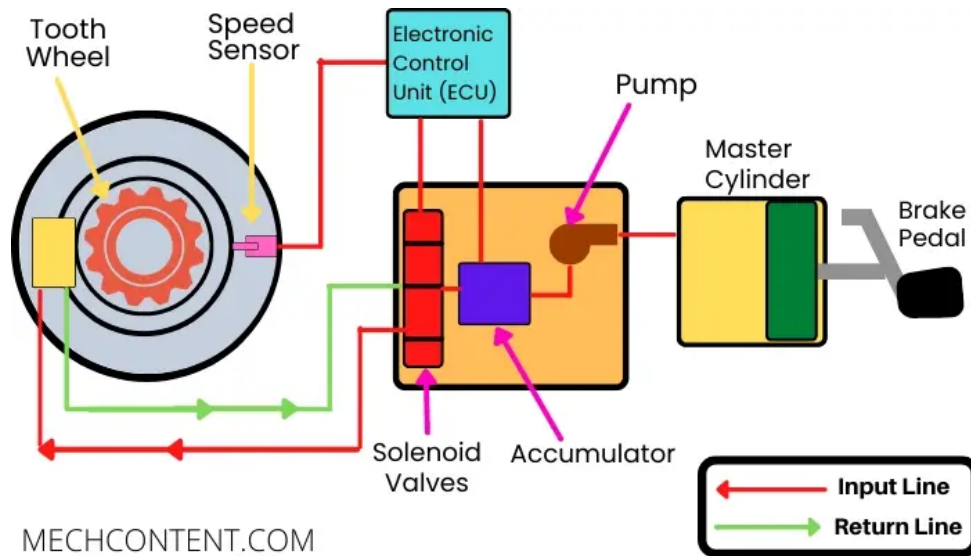 Tooth
Wheel
Speed
Sensor
Electronic
Control
Unit (ECU)
Pump
Master
Cylinder
Brake
Pedal
Solenoid
Valves
Accumulator
Input Line
Return Line
MECHCONTENT.COM